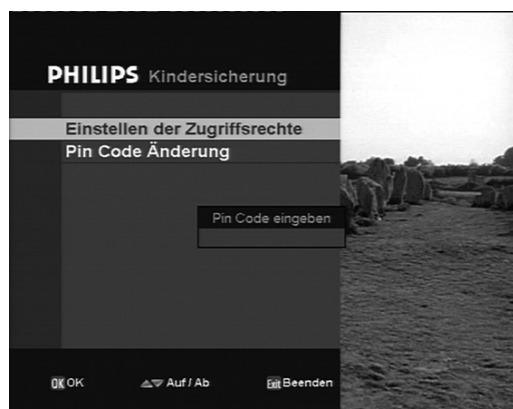 PHILIPS Kindersicherung
Einstellen der Zugriffsrechte
Pin Code Änderung
Pin Code eingeben
OK OK Auf / Ab Exit Beenden